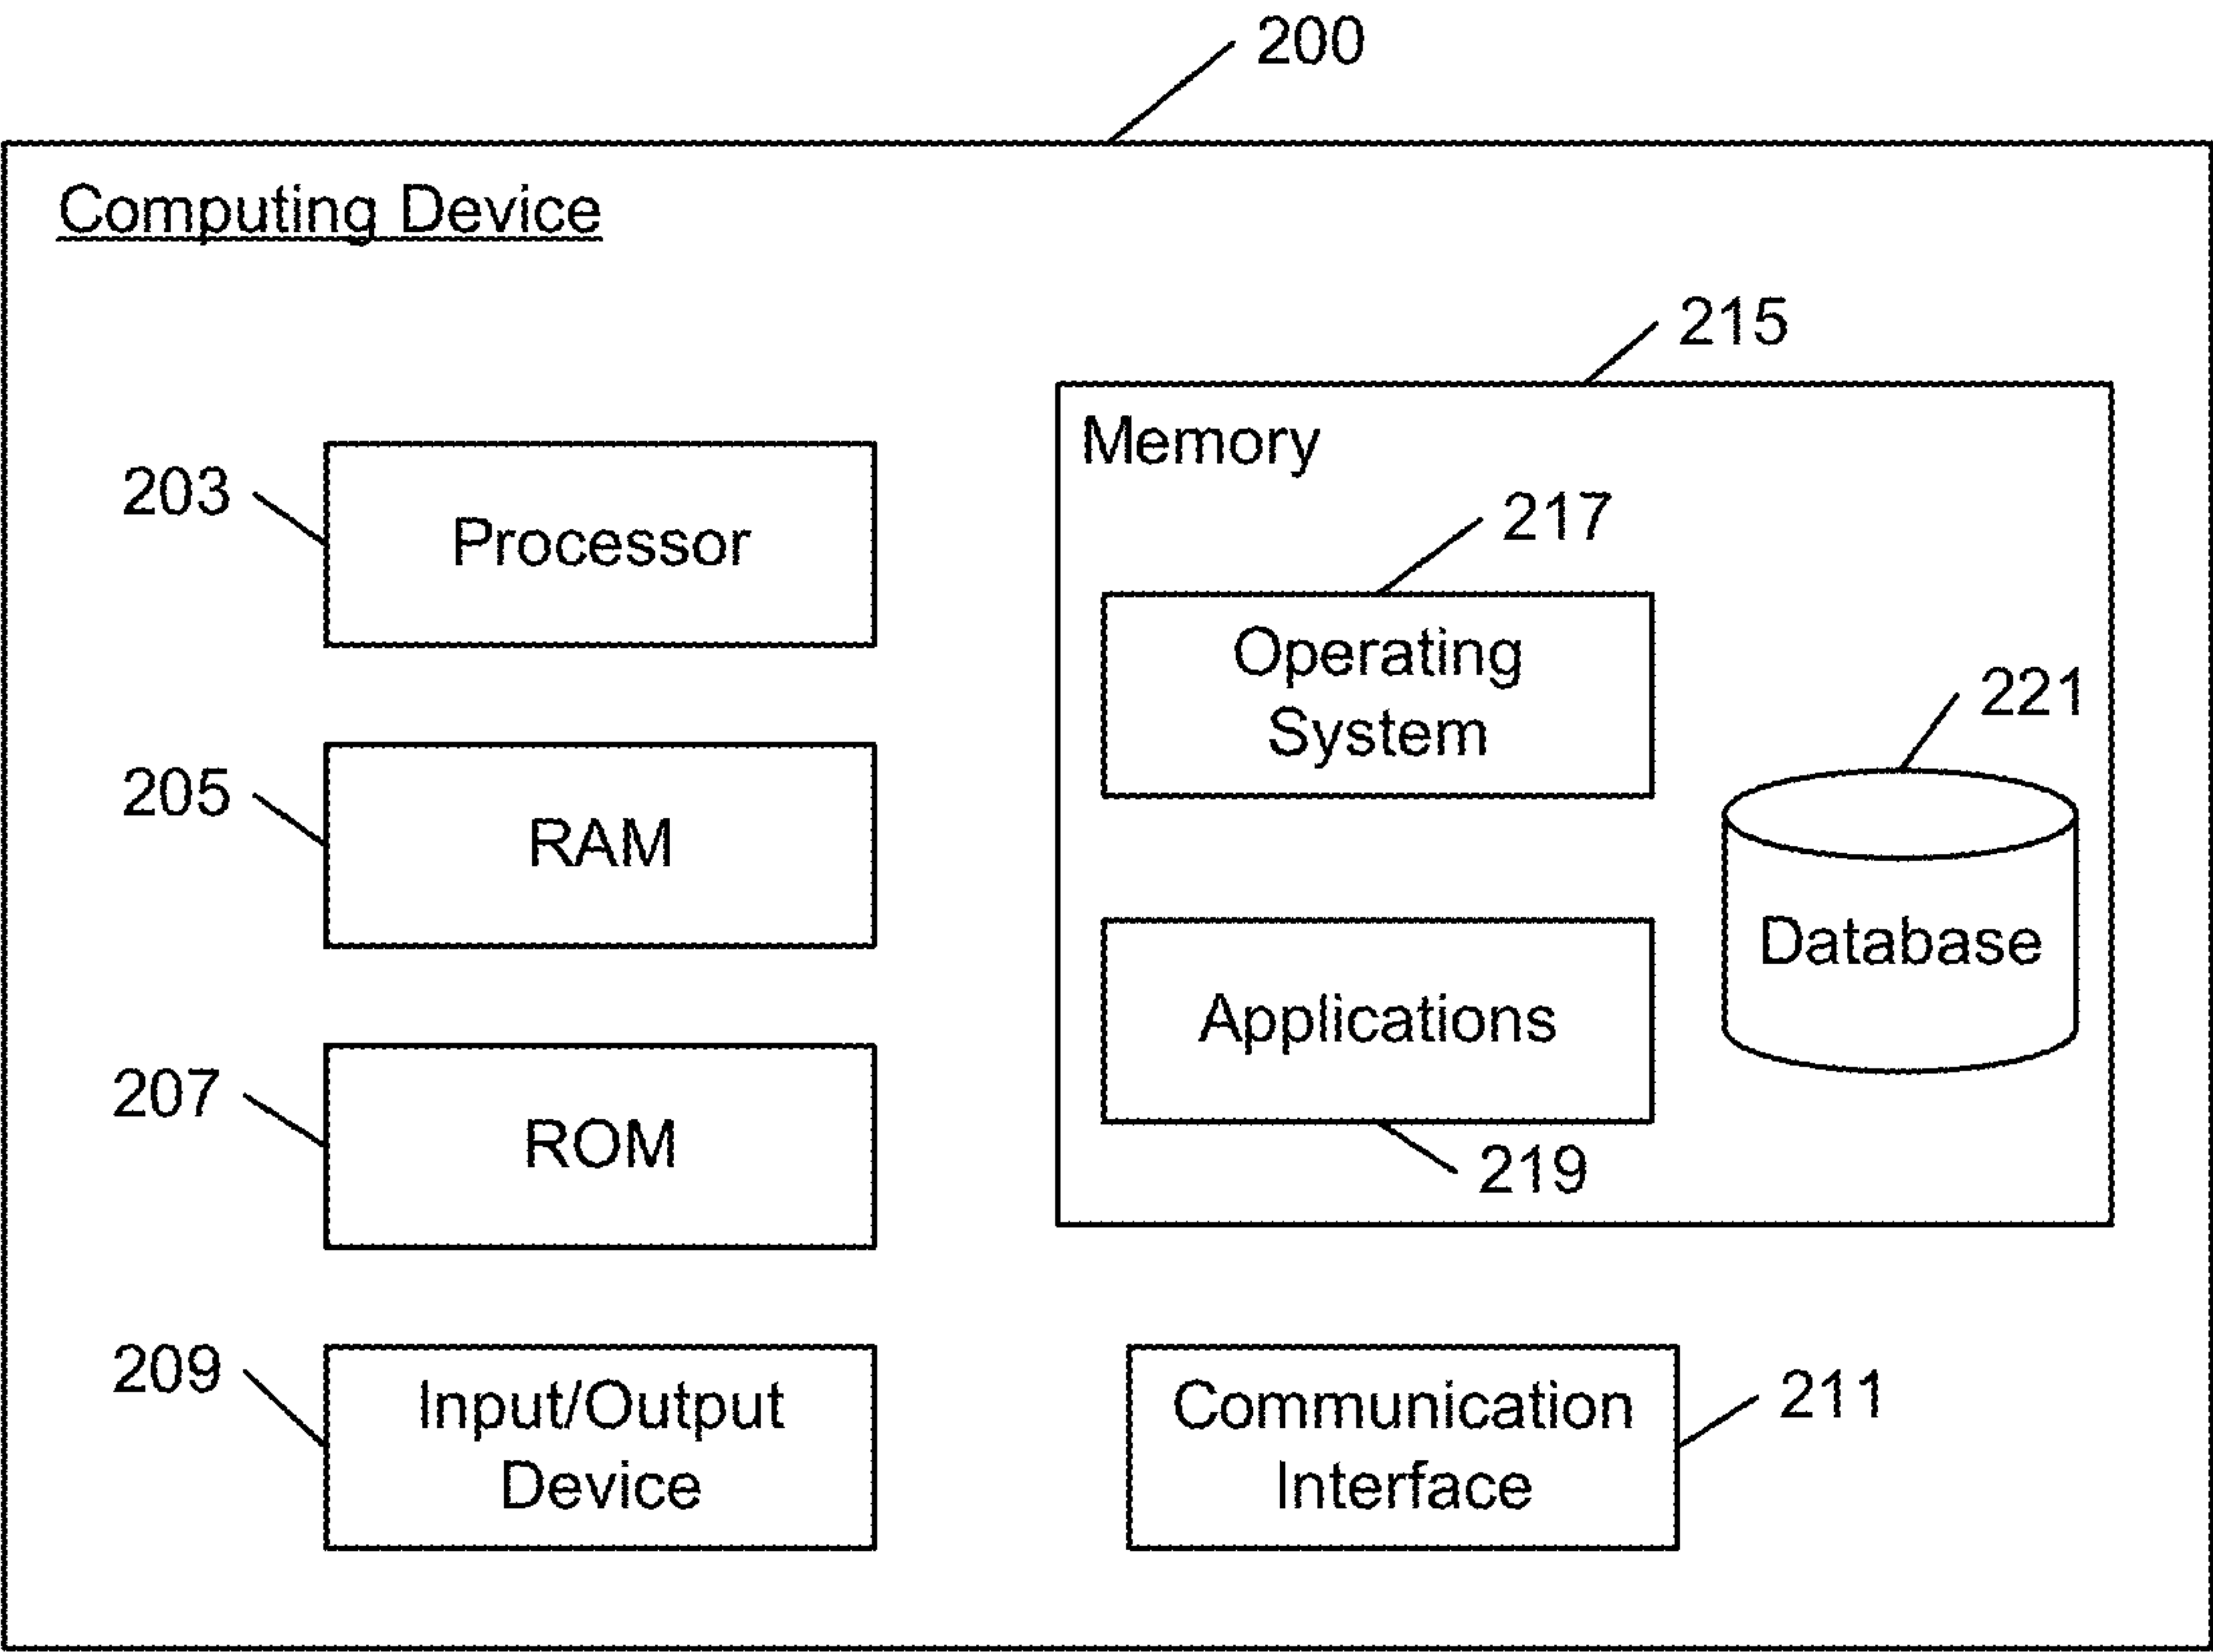 200
Computing Device
215
Memory
203
Processor
217
Operating
System
221
205
RAM
Database
Applications
207
ROM
219
209
Input/Output
Device
Communication
Interface
211